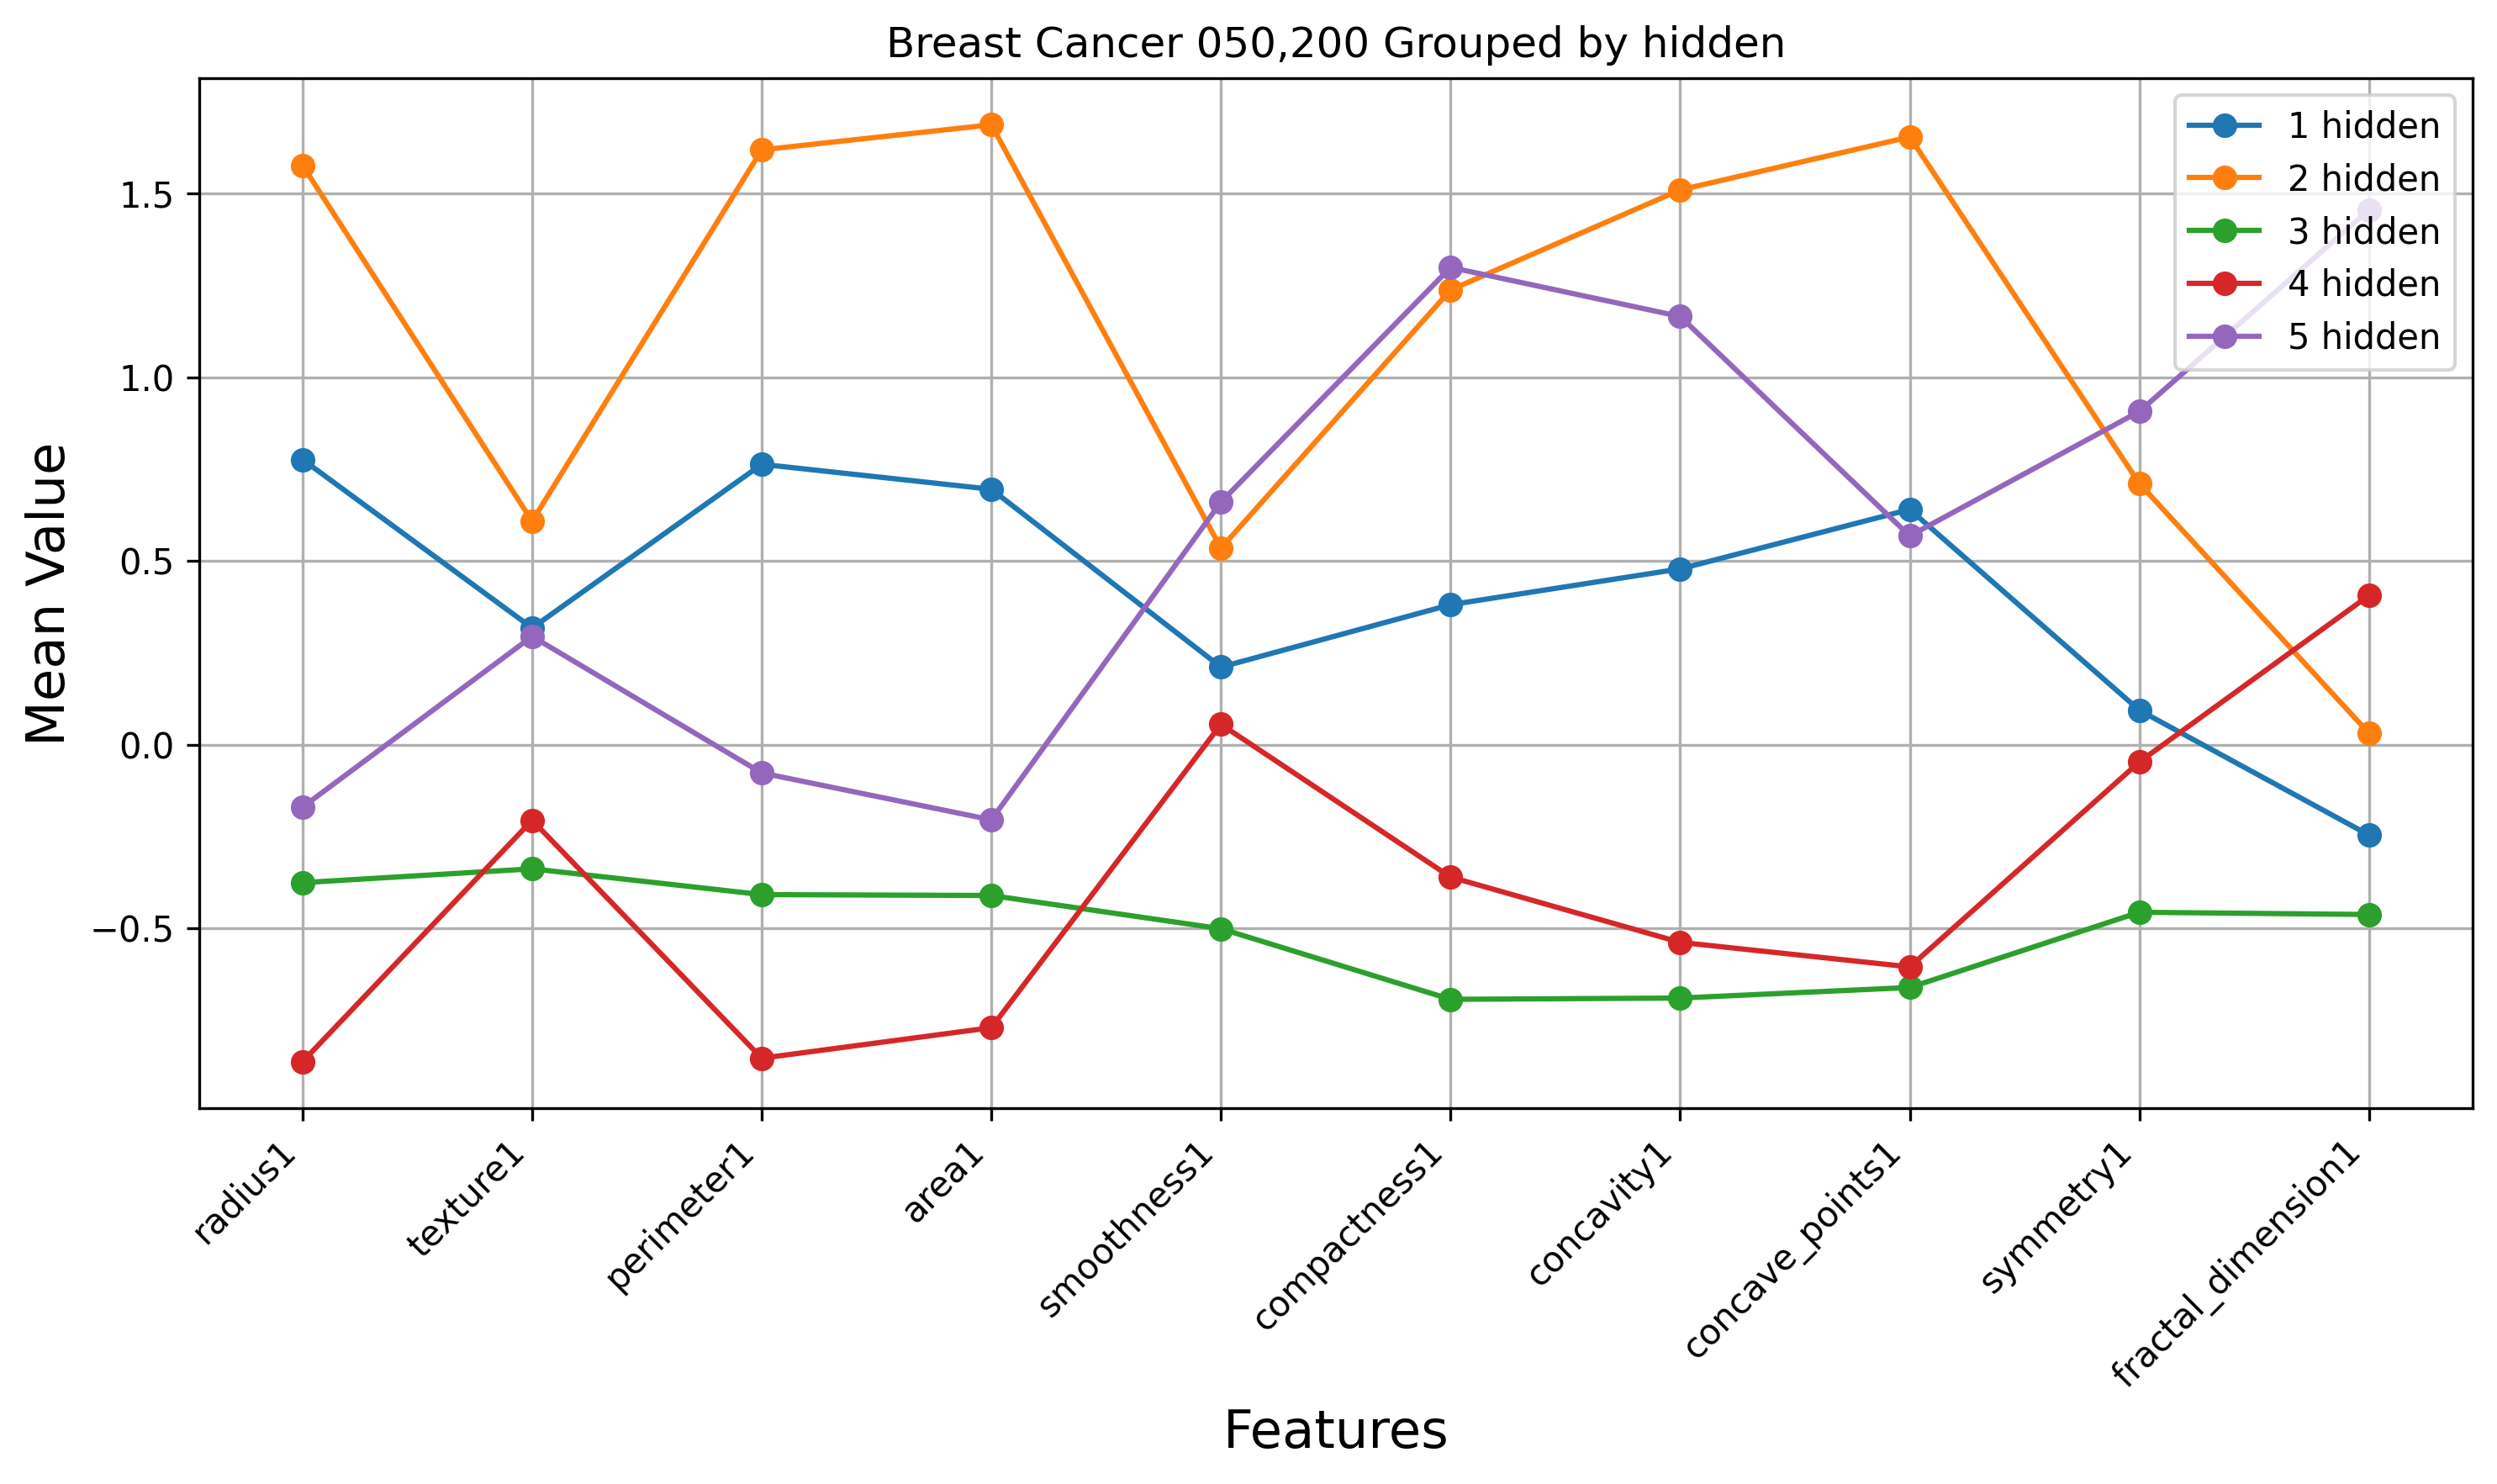 Breast Cancer 050,200 Grouped by hidden
Mean Value
1.5
1.0
0.5
0.0
−0.5
1 hidden
2 hidden
3 hidden
4 hidden
5 hidden
radius1
texture1
perimeter1
area1
smoothness1
compactness1
concavity1
concave_points1
symmetry1
fractal_dimension1
Features